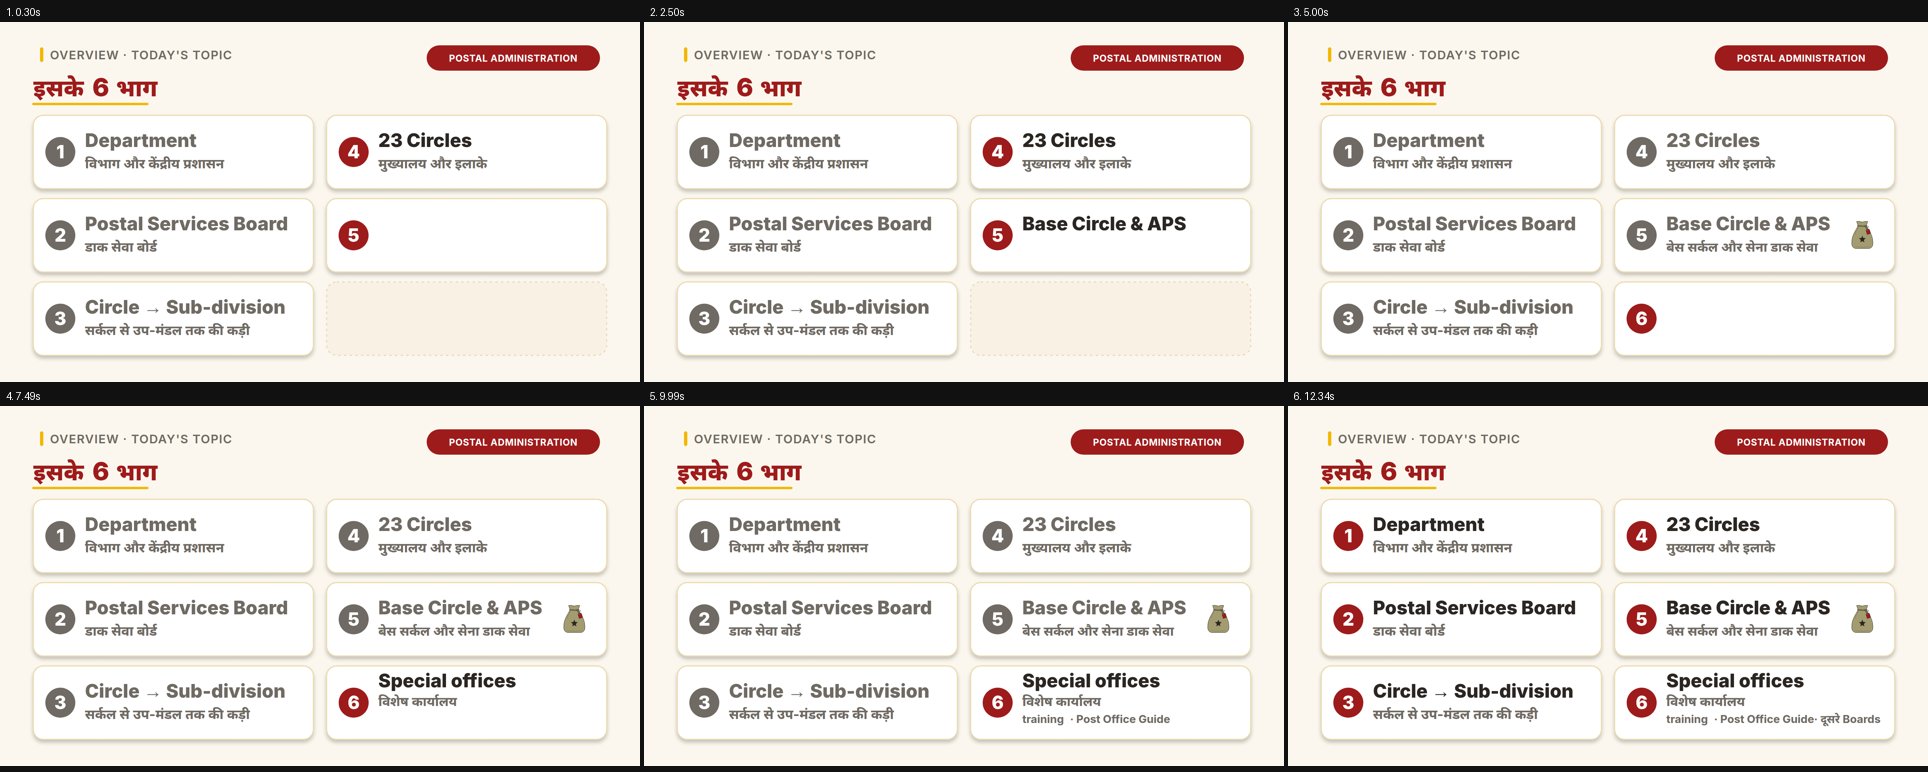 1. 0.30s
OVERVIEW · TODAY'S TOPIC
POSTAL ADMINISTRATION
इसके 6 भाग
1
Department
विभाग और केंद्रीय प्रशासन
2
Postal Services Board
डाक सेवा बोर्ड
3
Circle → Sub-division
सर्कल से उप-मंडल तक की कड़ी
4
23 Circles
मुख्यालय और इलाके
5
2. 2.50s
OVERVIEW · TODAY'S TOPIC
POSTAL ADMINISTRATION
इसके 6 भाग
1
Department
विभाग और केंद्रीय प्रशासन
2
Postal Services Board
डाक सेवा बोर्ड
3
Circle → Sub-division
सर्कल से उप-मंडल तक की कड़ी
4
23 Circles
मुख्यालय और इलाके
5
Base Circle & APS
3. 5.00s
OVERVIEW · TODAY'S TOPIC
POSTAL ADMINISTRATION
इसके 6 भाग
1
Department
विभाग और केंद्रीय प्रशासन
2
Postal Services Board
डाक सेवा बोर्ड
3
Circle → Sub-division
सर्कल से उप-मंडल तक की कड़ी
4
23 Circles
मुख्यालय और इलाके
5
Base Circle & APS
बेस सर्कल और सेना डाक सेवा
6
4. 7.49s
OVERVIEW · TODAY'S TOPIC
POSTAL ADMINISTRATION
इसके 6 भाग
1
Department
विभाग और केंद्रीय प्रशासन
2
Postal Services Board
डाक सेवा बोर्ड
3
Circle → Sub-division
सर्कल से उप-मंडल तक की कड़ी
4
23 Circles
मुख्यालय और इलाके
5
Base Circle & APS
बेस सर्कल और सेना डाक सेवा
6
Special offices
विशेष कार्यालय
5. 9.99s
OVERVIEW · TODAY'S TOPIC
POSTAL ADMINISTRATION
इसके 6 भाग
1
Department
विभाग और केंद्रीय प्रशासन
2
Postal Services Board
डाक सेवा बोर्ड
3
Circle → Sub-division
सर्कल से उप-मंडल तक की कड़ी
4
23 Circles
मुख्यालय और इलाके
5
Base Circle & APS
बेस सर्कल और सेना डाक सेवा
6
Special offices
विशेष कार्यालय
training · Post Office Guide
6. 12.34s
OVERVIEW · TODAY'S TOPIC
POSTAL ADMINISTRATION
इसके 6 भाग
1
Department
विभाग और केंद्रीय प्रशासन
2
Postal Services Board
डाक सेवा बोर्ड
3
Circle → Sub-division
सर्कल से उप-मंडल तक की कड़ी
4
23 Circles
मुख्यालय और इलाके
5
Base Circle & APS
बेस सर्कल और सेना डाक सेवा
6
Special offices
विशेष कार्यालय
training · Post Office Guide· दूसरे Boards